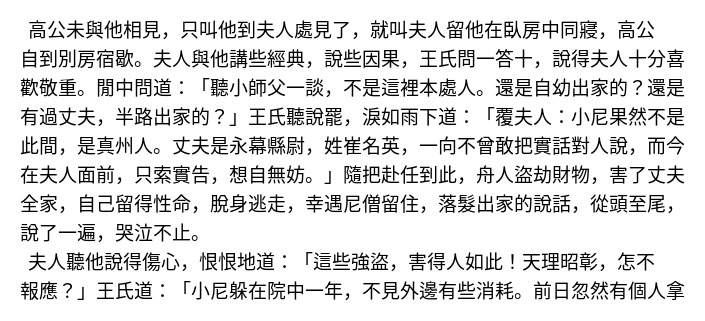 高公未與他相見，只叫他到夫人處見了，就叫夫人留他在臥房中同寢，高公
自到別房宿歇。夫人與他講些經典，說些因果，王氏問一答十，說得夫人十分喜
歡敬重。閒中問道：「聽小師父一談，不是這裡本處人。還是自幼出家的？還是
有過丈夫，半路出家的？」王氏聽說罷，淚如雨下道：「覆夫人：小尼果然不是
此間，是真州人。丈夫是永幕縣尉，姓崔名英，一向不曾敢把實話對人說，而今
在夫人面前，只索實告，想自無妨。」隨把赴任到此，舟人盜劫財物，害了丈夫
全家，自己留得性命，脫身逃走，幸遇尼僧留住，落髮出家的說話，從頭至尾，
說了一遍，哭泣不止。
夫人聽他說得傷心，恨恨地道：「這些強盜，害得人如此！天理昭彰，怎不
報應？」王氏道：「小尼躲在院中一年，不見外邊有些消耗。前日忽然有個人拿